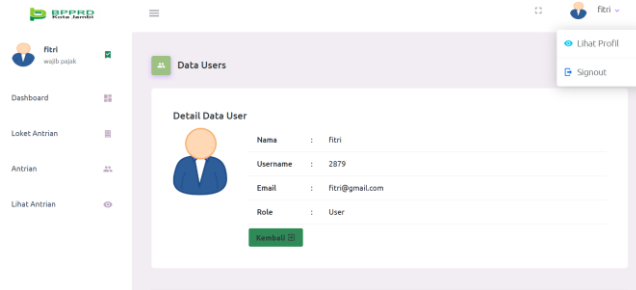 BPPRD
Kota Jambi
fitri
fitri
wajib pajak
Lihat Profil
Signout
Data Users
Dashboard
Loket Antrian
Antrian
Lihat Antrian
Detail Data User
Nama : fitri
Username : 2879
Email : fitri@gmail.com
Role : User
Kembali